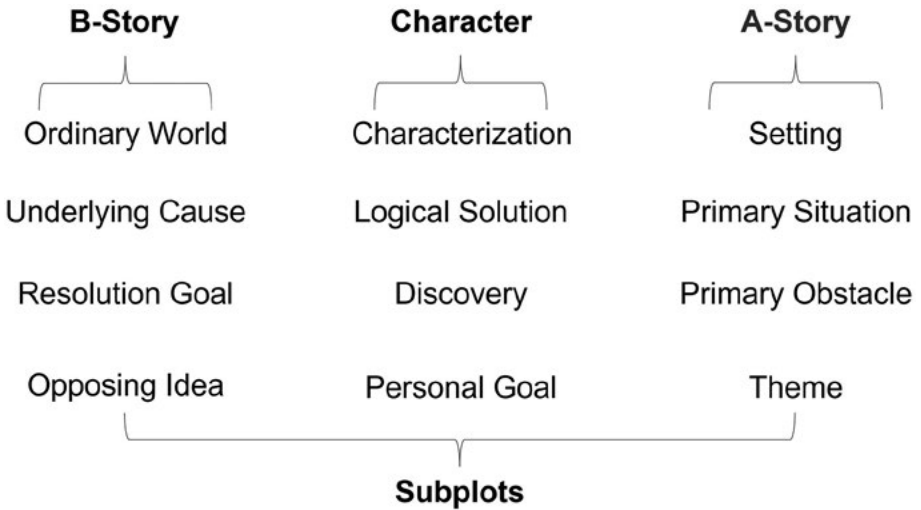 B-Story Character A-Story
Ordinary World Characterization Setting
Underlying Cause Logical Solution Primary Situation
Resolution Goal Discovery Primary Obstacle
Opposing Idea Personal Goal Theme
Subplots